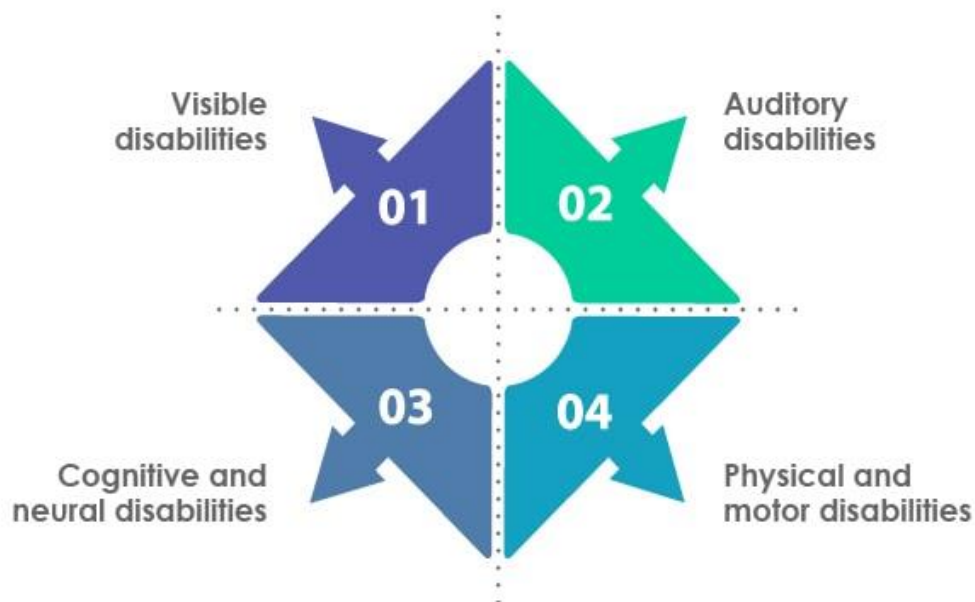 Visible
disabilities
01
02
Auditory
disabilities
Cognitive and
neural disabilities
03
04
Physical and
motor disabilities